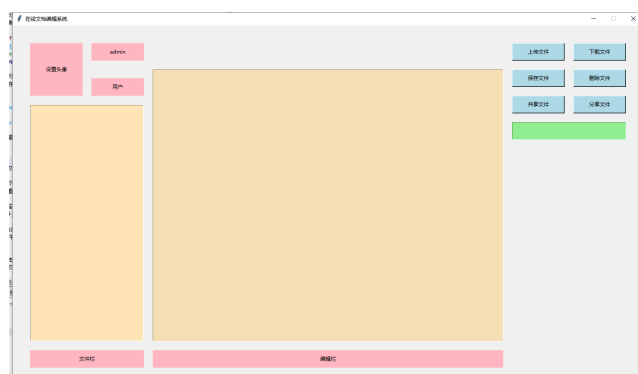 在线文档编辑系统
设置头像
admin
用户
上传文件
下载文件
保存文件
删除文件
共享文件
分享文件
文件栏
编辑栏